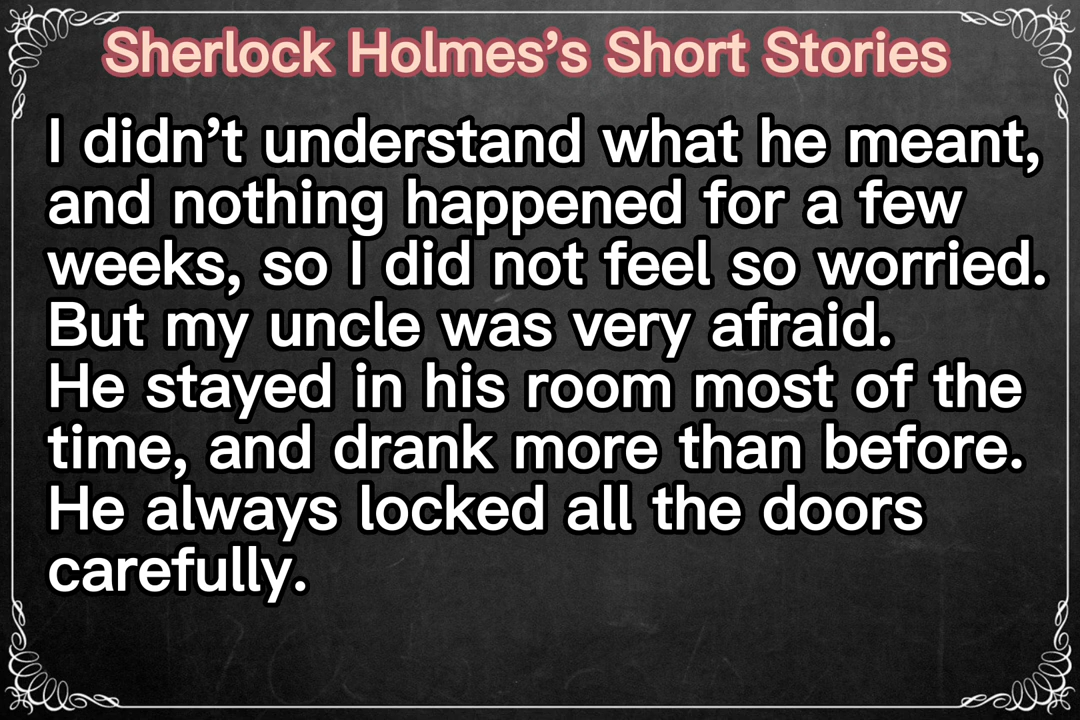 Sherlock Holmes’s Short Stories
I didn’t understand what he meant,
and nothing happened for a few
weeks, so I did not feel so worried.
But my uncle was very afraid.
He stayed in his room most of the
time, and drank more than before.
He always locked all the doors
carefully.